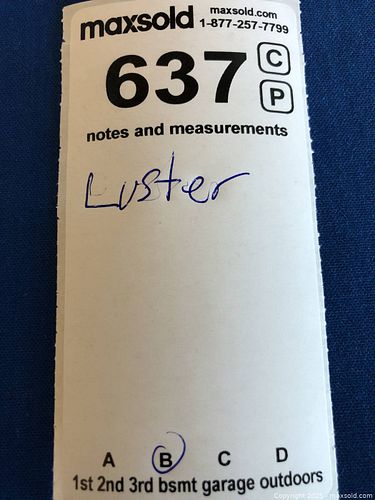 maxsold maxsold.com
1-877-257-7799
637 C
P
notes and measurements
Luster
A B C D
1st 2nd 3rd bsmt garage outdoors
Copyright 2025 - maxsold.com